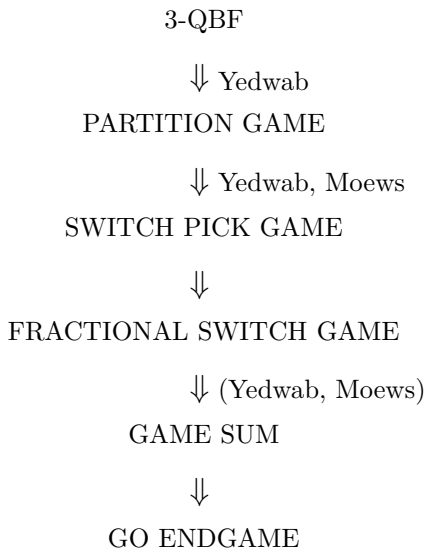 3-QBF
⇓ Yedwab
PARTITION GAME
⇓ Yedwab, Moews
SWITCH PICK GAME
⇓
FRACTIONAL SWITCH GAME
⇓ (Yedwab, Moews)
GAME SUM
⇓
GO ENDGAME